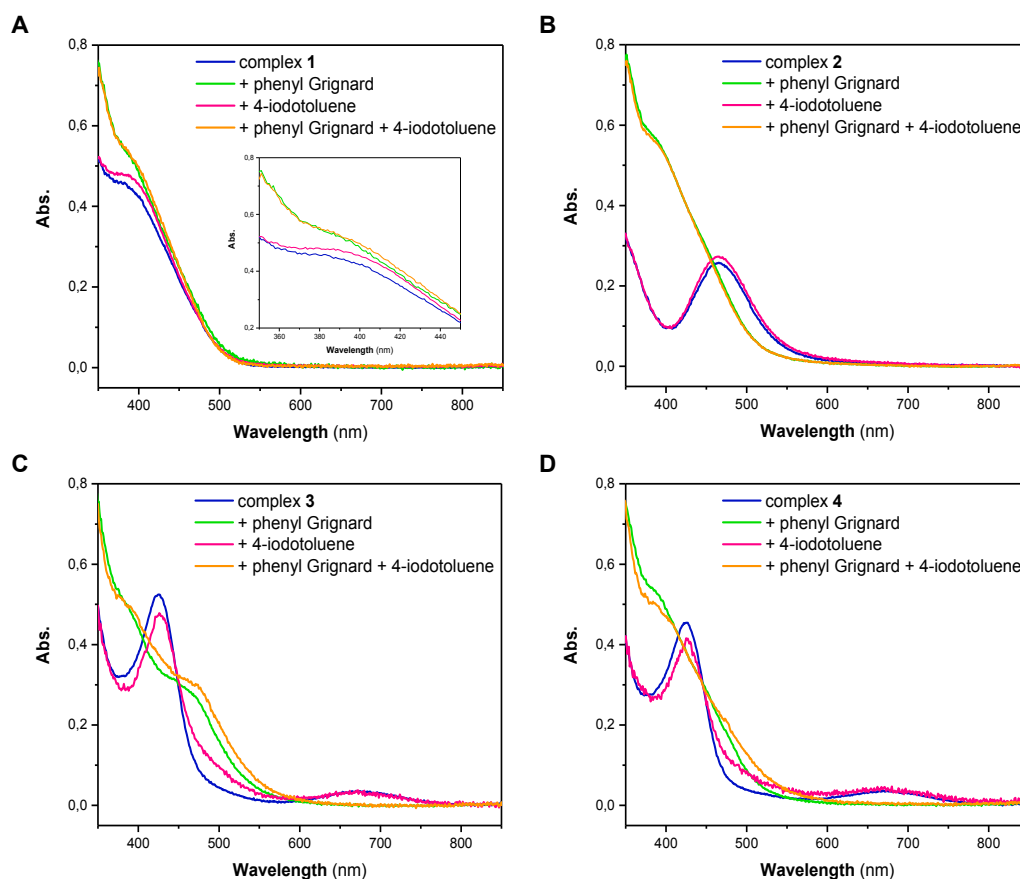 A
0,8
0,6
0,4
0,2
0,0
Abs.
complex 1
+ phenyl Grignard
+ 4-iodotoluene
+ phenyl Grignard + 4-iodotoluene
0,8
0,6
0,4
0,2
Abs.
360
380
400
420
440
Wavelength (nm)
400
500
600
700
800
Wavelength (nm)
B
0,8
0,6
0,4
0,2
0,0
Abs.
complex 2
+ phenyl Grignard
+ 4-iodotoluene
+ phenyl Grignard + 4-iodotoluene
400
500
600
700
800
Wavelength (nm)
C
0,8
0,6
0,4
0,2
0,0
Abs.
complex 3
+ phenyl Grignard
+ 4-iodotoluene
+ phenyl Grignard + 4-iodotoluene
400
500
600
700
800
Wavelength (nm)
D
0,8
0,6
0,4
0,2
0,0
Abs.
complex 4
+ phenyl Grignard
+ 4-iodotoluene
+ phenyl Grignard + 4-iodotoluene
400
500
600
700
800
Wavelength (nm)